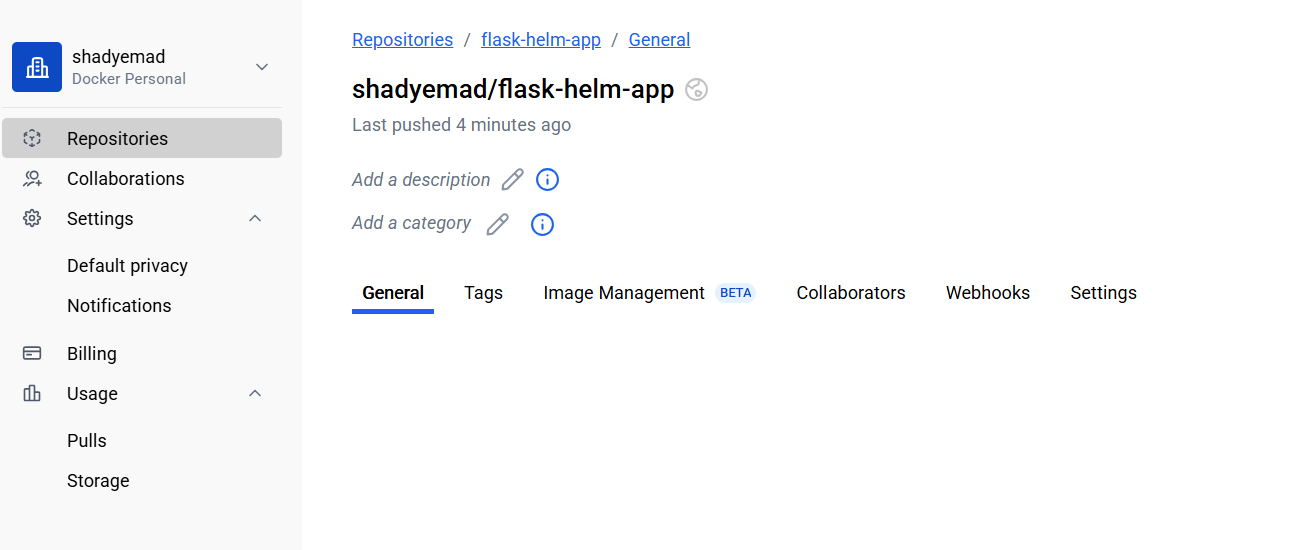 shadyemad
Docker Personal
Repositories
Collaborations
Settings
Default privacy
Notifications
Billing
Usage
Pulls
Storage
Repositories / flask-helm-app / General
shadyemad/flask-helm-app
Last pushed 4 minutes ago
Add a description
Add a category
General Tags Image Management BETA Collaborators Webhooks Settings